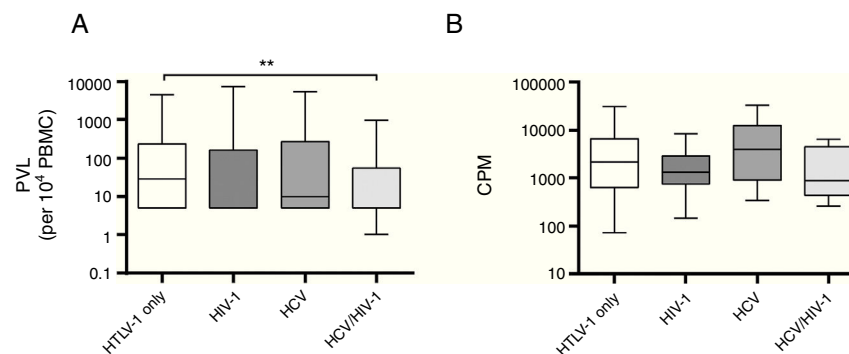 A
**
10000
1000
100
10
1
0.1
PVL
(per 10⁴ PBMC)
HTLV-1 only
HIV-1
HCV
HCV/HIV-1
B
100000
10000
1000
100
10
CPM
HTLV-1 only
HIV-1
HCV
HCV/HIV-1